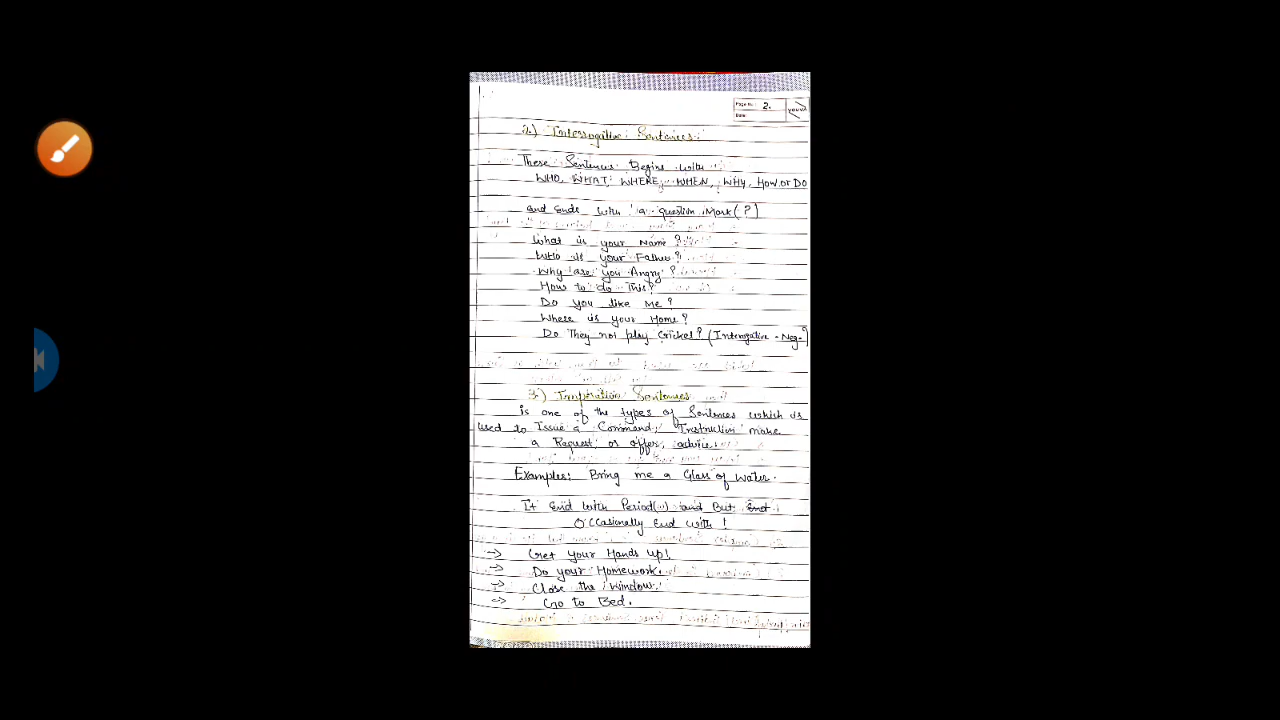 Page No. 2.
Date
YOUVA
2.) Interrogative Sentences:
These Sentences Begins with
WHO, WHAT, WHERE, WHEN, WHY, How or DO
and Ends with a question Mark (?)
What is your Name?
WHO is your Father?
Why are you Angry?
How to do This?
Do you like Me?
Where is your Home?
Do They not play Cricket? (Interrogative - Neg-)
3.) Sentences
is one of the types of Sentences which is
used to Issue a Command, Instruction make
a Request or offer, advice.
Examples: Bring me a Glass of Water.
It End with Period(.) and But End
Occasionally End with !
→ Get your Hands up!
→ Do your Homework.
→ Close the Window.
→ Go to Bed.